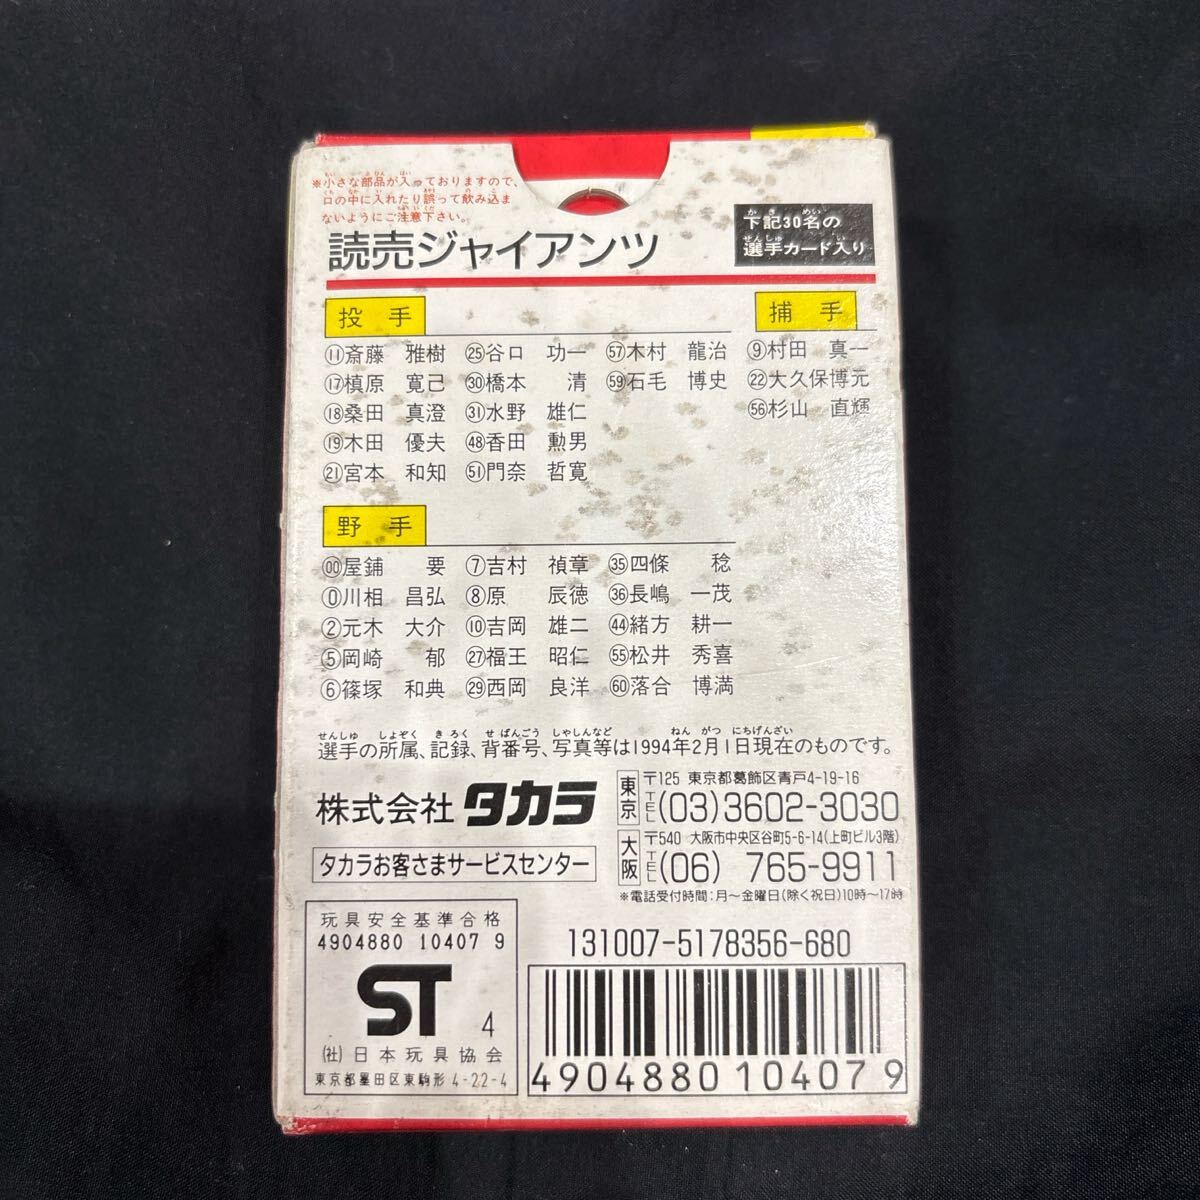 ※小さな部品が入っておりますので、
口の中に入れたり誤って飲み込ま
ないようにご注意下さい。
読売ジャイアンツ
下記30名の
選手カード入り
投手
⑪斎藤 雅樹 ㉕谷口 功一 ㊼木村 龍治
⑰槙原 寛己 ㉚橋本 清 59石毛 博史
⑱桑田 真澄 ㉛水野 雄仁
⑲木田 優夫 ㊽香田 勲男
㉑宮本 和知 51門奈 哲寛
捕手
⑨村田 真一
㉒大久保博元
56杉山 直輝
野手
00屋鋪 要 ⑦吉村 禎章 ㉟四條 稔
⓪川相 昌弘 ⑧原 辰徳 ㊱長嶋 一茂
②元木 大介 ⑩吉岡 雄二 ㊹緒方 耕一
⑤岡崎 郁 ㉗福王 昭仁 55松井 秀喜
⑥篠塚 和典 ㉙西岡 良洋 60落合 博満
選手の所属、記録、背番号、写真等は1994年2月1日現在のものです。
株式会社 タカラ
タカラお客さまサービスセンター
東京 〒125 東京都葛飾区青戸4-19-16
TEL (03)3602-3030
大阪 〒540 大阪市中央区谷町5-6-14(上町ビル3階)
TEL (06) 765-9911
※電話受付時間:月〜金曜日(除く祝日)10時〜17時
玩具安全基準合格
4904880 10407 9
ST 4
(社)日本玩具協会
東京都墨田区東駒形4-22-4
131007-5178356-680
4904880104079